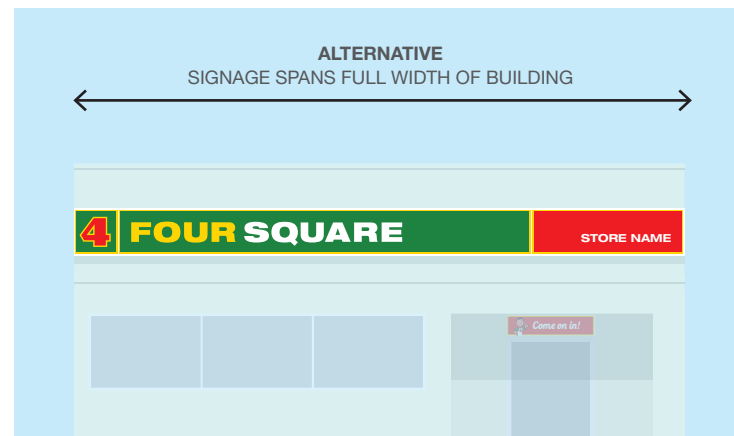 ALTERNATIVE
SIGNAGE SPANS FULL WIDTH OF BUILDING
4 FOUR SQUARE STORE NAME
Come on in!